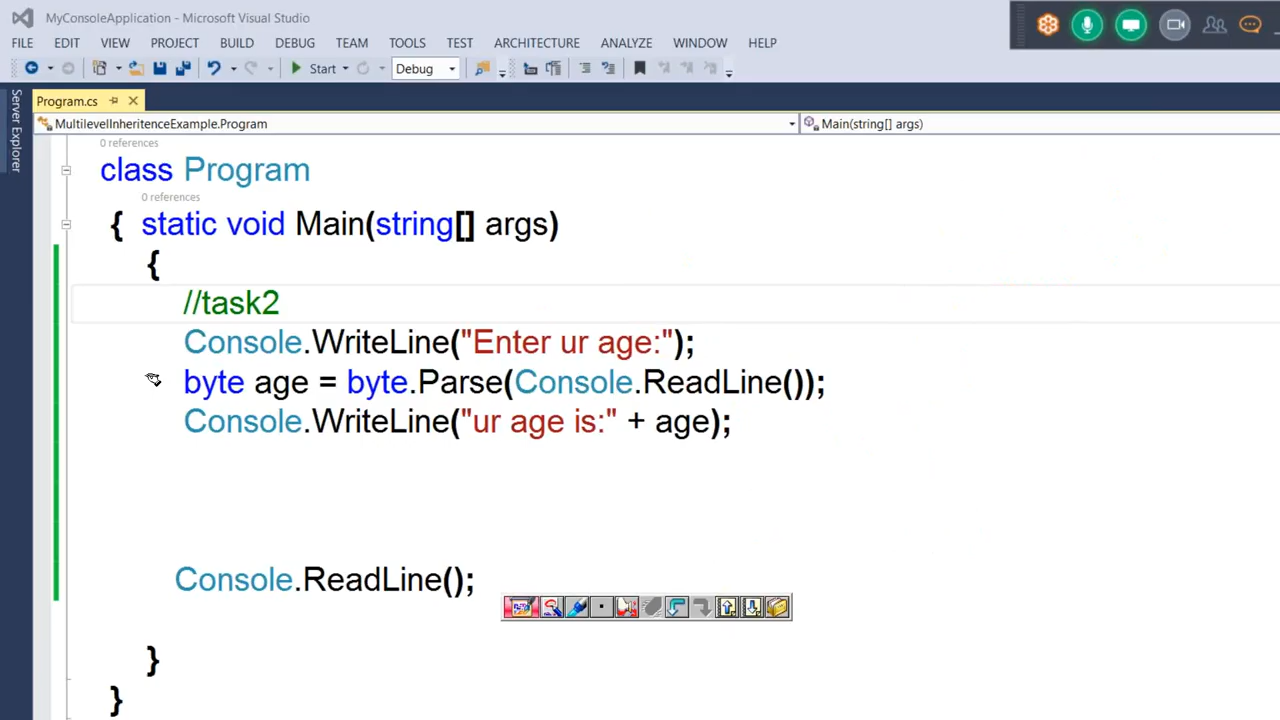 MyConsoleApplication - Microsoft Visual Studio
FILE EDIT VIEW PROJECT BUILD DEBUG TEAM TOOLS TEST ARCHITECTURE ANALYZE WINDOW HELP
Start Debug
Server Explorer
Program.cs
MultilevelInheritenceExample.Program Main(string[] args)
0 references
class Program
0 references
{ static void Main(string[] args)
{
//task2
Console.WriteLine("Enter ur age:");
byte age = byte.Parse(Console.ReadLine());
Console.WriteLine("ur age is:" + age);
Console.ReadLine();
}
}